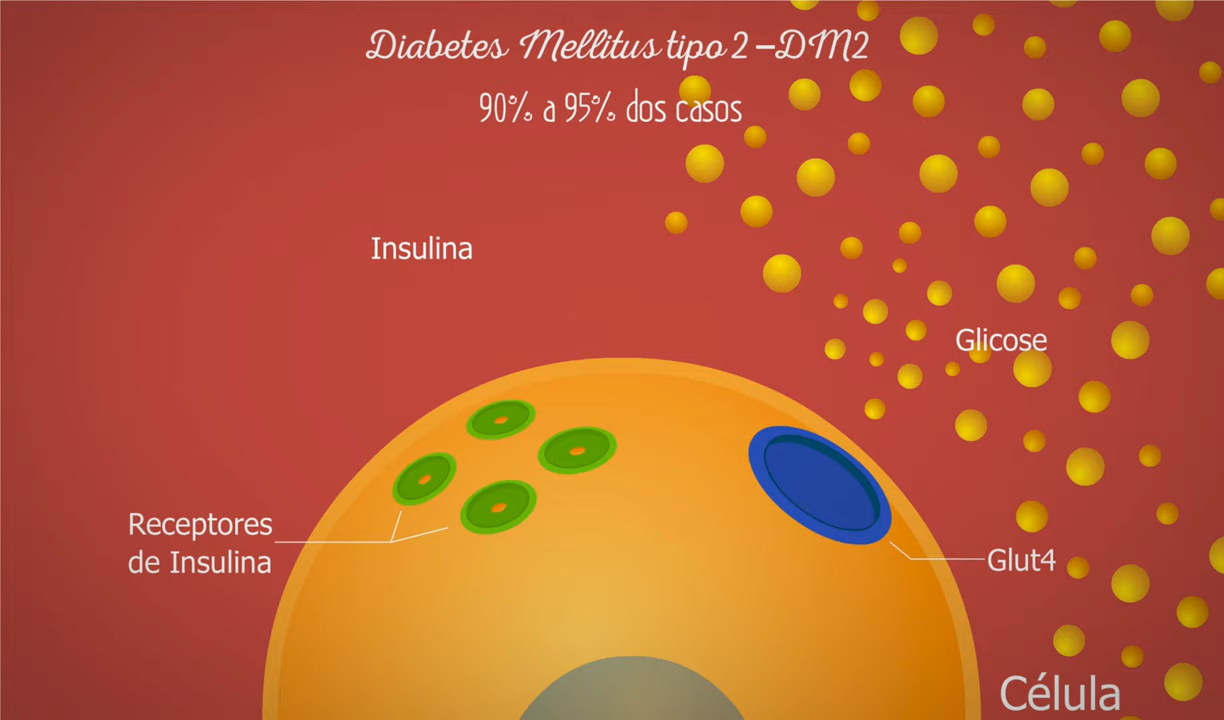 Diabetes Mellitus tipo 2 – DM2
90% a 95% dos casos
Insulina
Glicose
Receptores
de Insulina
Glut4
Célula